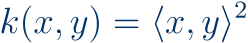 k(x, y) = ⟨x, y⟩²